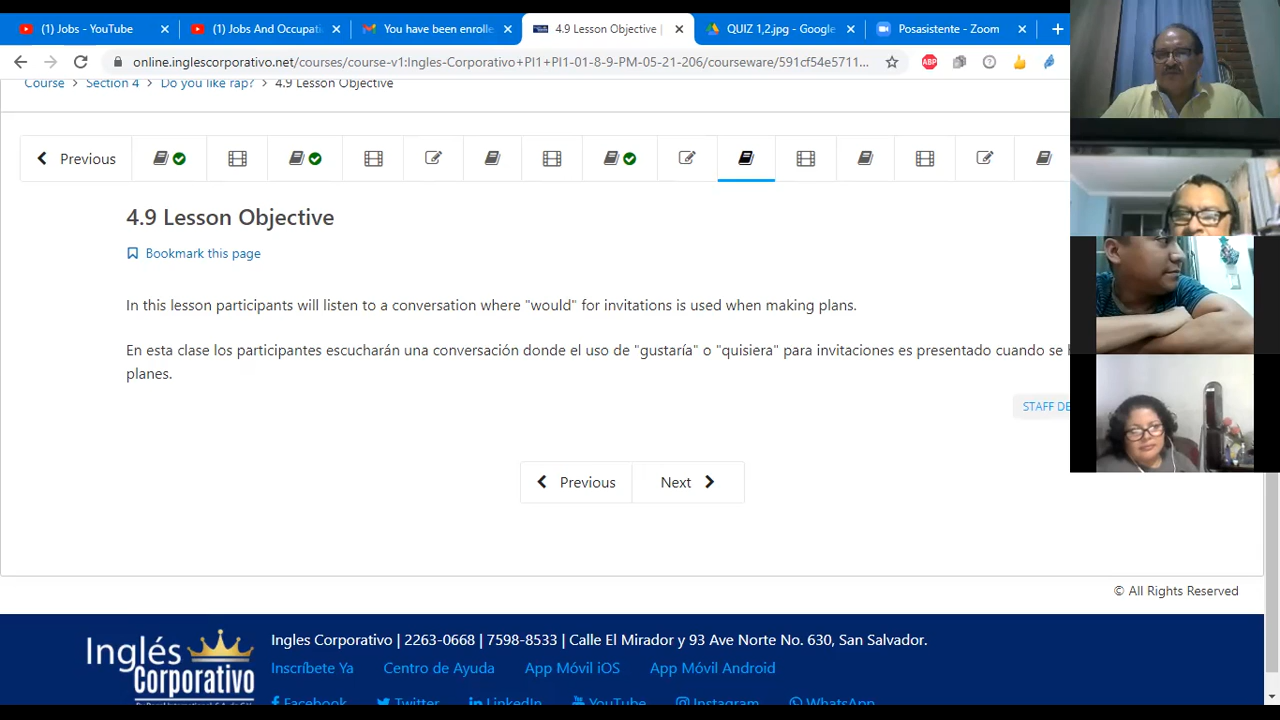 (1) Jobs - YouTube
(1) Jobs And Occupati
You have been enrolle
4.9 Lesson Objective |
QUIZ 1,2.jpg - Google
Posasistente - Zoom
online.inglescorporativo.net/courses/course-v1:Ingles-Corporativo+PI1+PI1-01-8-9-PM-05-21-206/courseware/591cf54e5711...
ABP
Course > Section 4 > Do you like rap? > 4.9 Lesson Objective
Previous
4.9 Lesson Objective
Bookmark this page
In this lesson participants will listen to a conversation where "would" for invitations is used when making plans.
En esta clase los participantes escucharán una conversación donde el uso de "gustaría" o "quisiera" para invitaciones es presentado cuando se
planes.
STAFF DE
Previous
Next
© All Rights Reserved
Inglés
Corporativo
Ingles Corporativo | 2263-0668 | 7598-8533 | Calle El Mirador y 93 Ave Norte No. 630, San Salvador.
Inscríbete Ya
Centro de Ayuda
App Móvil iOS
App Móvil Android
Facebook
Twitter
LinkedIn
YouTube
Instagram
WhatsApp